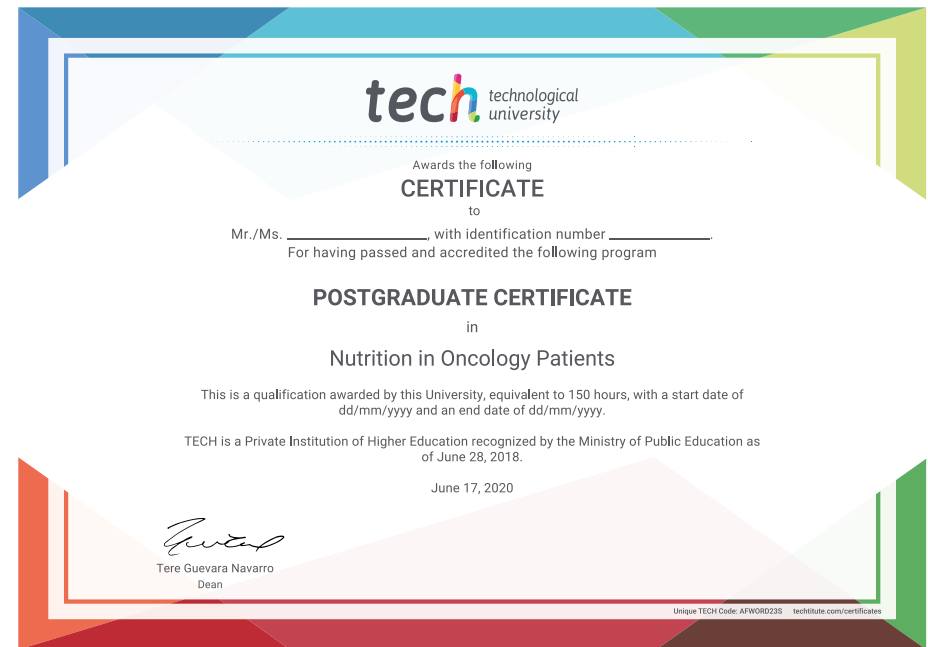 tech technological
university
Awards the following
CERTIFICATE
to
Mr./Ms. ____________________, with identification number ______________.
For having passed and accredited the following program
POSTGRADUATE CERTIFICATE
in
Nutrition in Oncology Patients
This is a qualification awarded by this University, equivalent to 150 hours, with a start date of
dd/mm/yyyy and an end date of dd/mm/yyyy.
TECH is a Private Institution of Higher Education recognized by the Ministry of Public Education as
of June 28, 2018.
June 17, 2020
Tere Guevara Navarro
Dean
Unique TECH Code: AFWORD23S techtitute.com/certificates